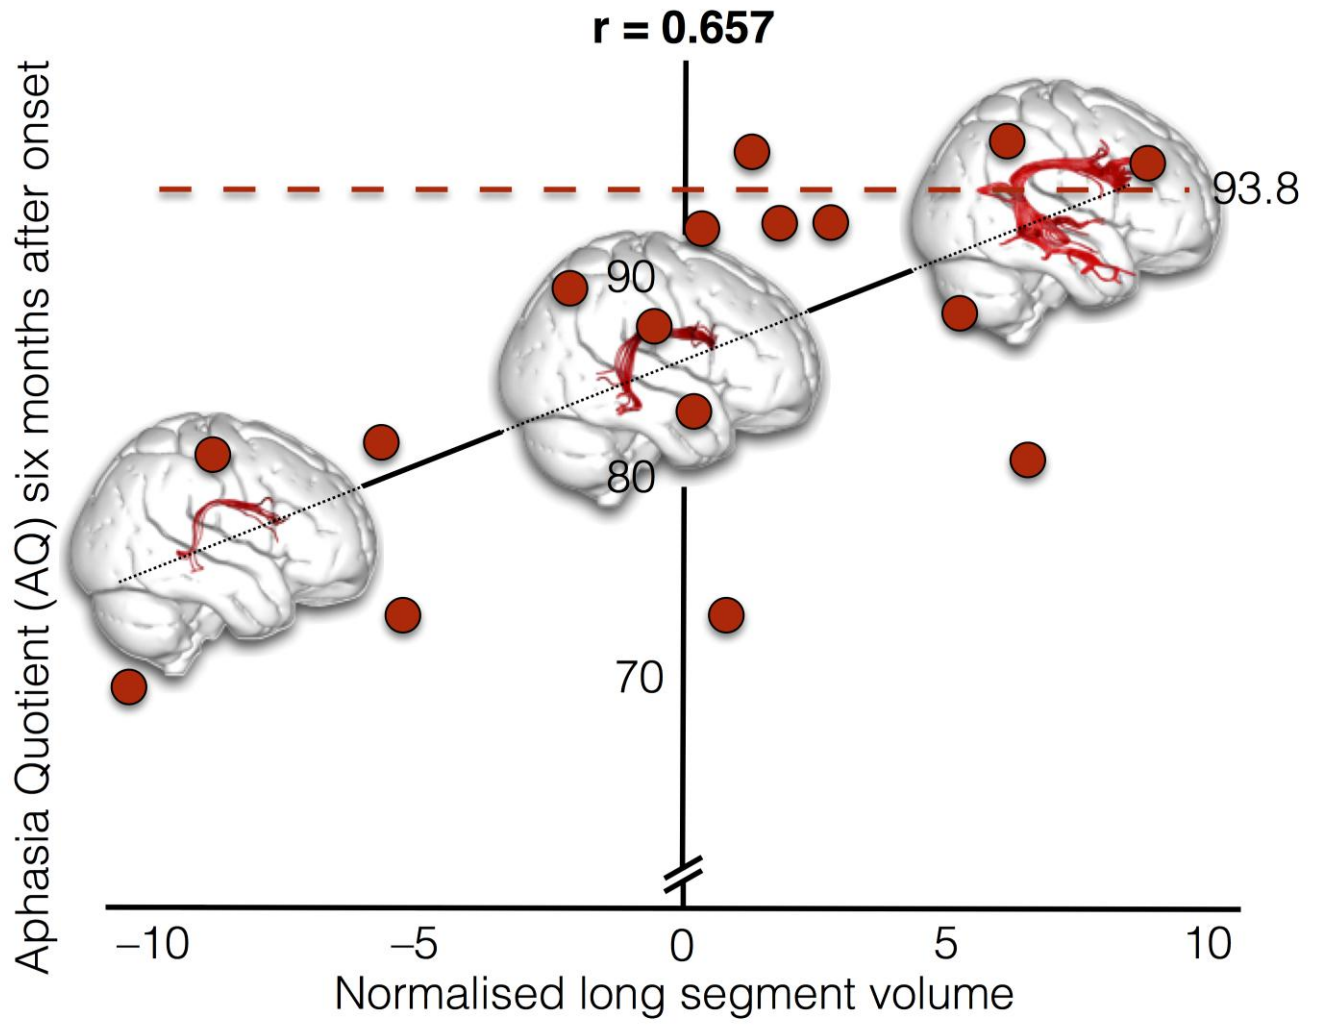 r = 0.657
Aphasia Quotient (AQ) six months after onset
93.8
90
80
70
–10 –5 0 5 10
Normalised long segment volume